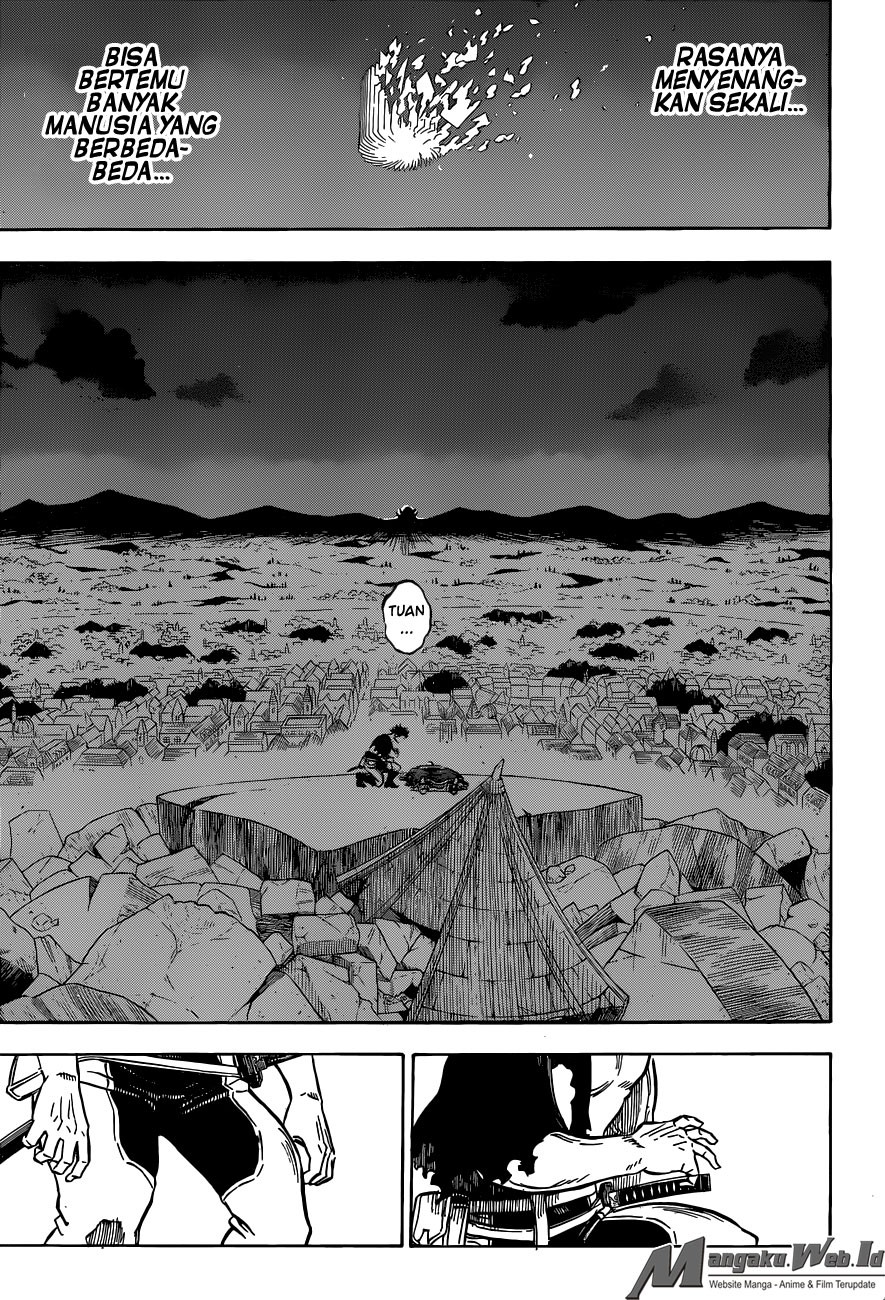 RASANYA
MENYENANG-
KAN SEKALI...
BISA
BERTEMU
BANYAK
MANUSIA YANG
BERBEDA-
BEDA...
TUAN
...
Mangaku.Web.Id
Website Manga - Anime & Film Terupdate